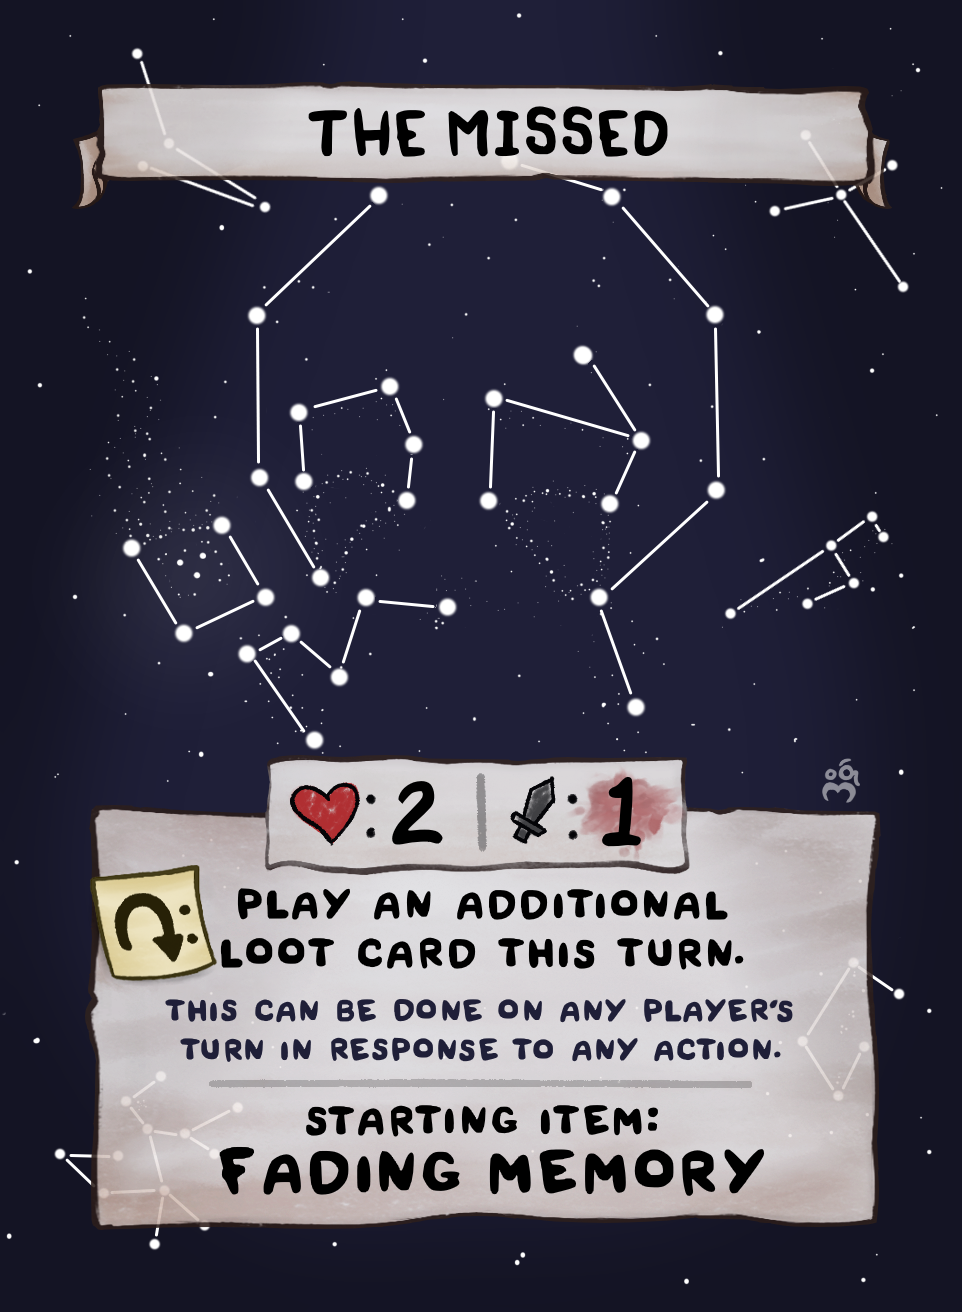 THE MISSED
: 2 | : 1
:
PLAY AN ADDITIONAL
LOOT CARD THIS TURN.
THIS CAN BE DONE ON ANY PLAYER'S
TURN IN RESPONSE TO ANY ACTION.
STARTING ITEM:
FADING MEMORY